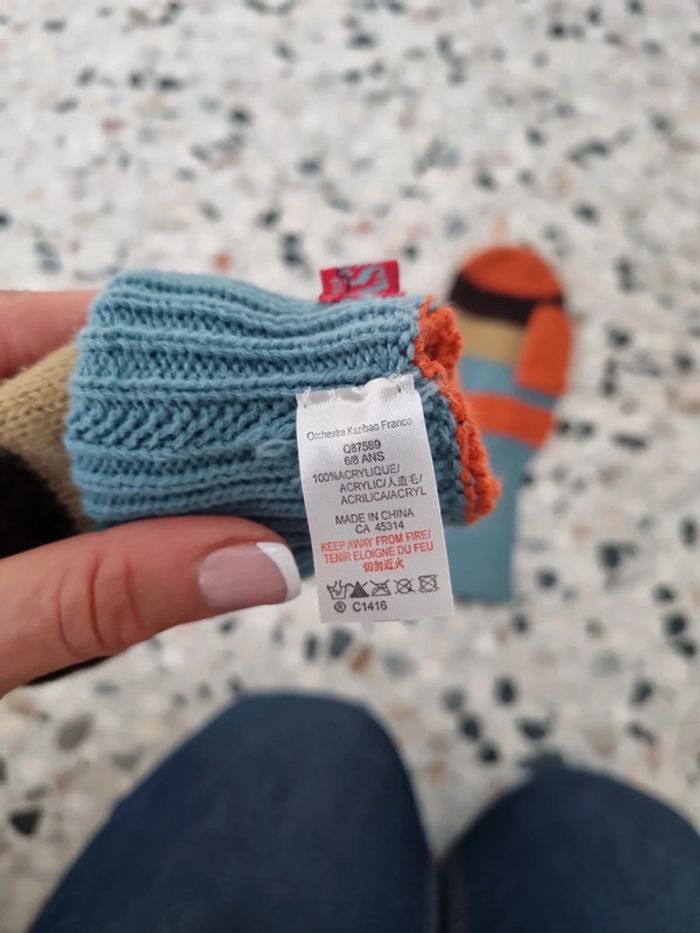 Orchestra Kazibao France
Q87589
6/8 ANS
100%ACRYLIQUE/
ACRYLIC/人造毛/
ACRILICA/ACRYL
MADE IN CHINA
CA 45314
KEEP AWAY FROM FIRE/
TENIR ELOIGNE DU FEU
切勿近火
® C1416